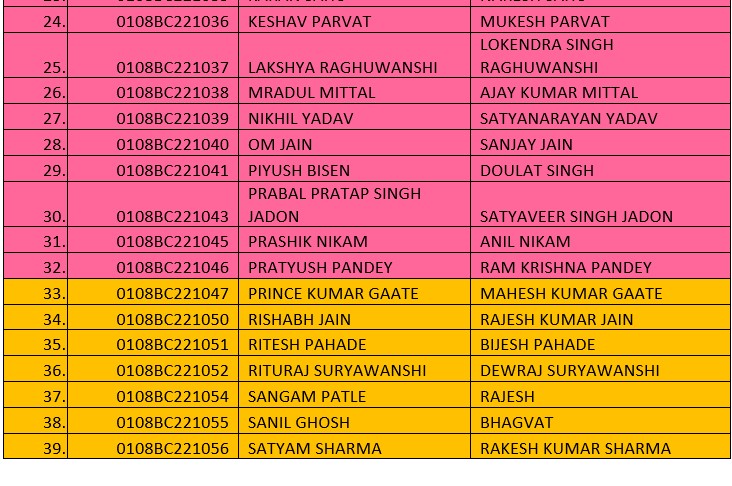 24. 0108BC221036 KESHAV PARVAT MUKESH PARVAT
LOKENDRA SINGH
25. 0108BC221037 LAKSHYA RAGHUWANSHI RAGHUWANSHI
26. 0108BC221038 MRADUL MITTAL AJAY KUMAR MITTAL
27. 0108BC221039 NIKHIL YADAV SATYANARAYAN YADAV
28. 0108BC221040 OM JAIN SANJAY JAIN
29. 0108BC221041 PIYUSH BISEN DOULAT SINGH
PRABAL PRATAP SINGH
30. 0108BC221043 JADON SATYAVEER SINGH JADON
31. 0108BC221045 PRASHIK NIKAM ANIL NIKAM
32. 0108BC221046 PRATYUSH PANDEY RAM KRISHNA PANDEY
33. 0108BC221047 PRINCE KUMAR GAATE MAHESH KUMAR GAATE
34. 0108BC221050 RISHABH JAIN RAJESH KUMAR JAIN
35. 0108BC221051 RITESH PAHADE BIJESH PAHADE
36. 0108BC221052 RITURAJ SURYAWANSHI DEWRAJ SURYAWANSHI
37. 0108BC221054 SANGAM PATLE RAJESH
38. 0108BC221055 SANIL GHOSH BHAGVAT
39. 0108BC221056 SATYAM SHARMA RAKESH KUMAR SHARMA